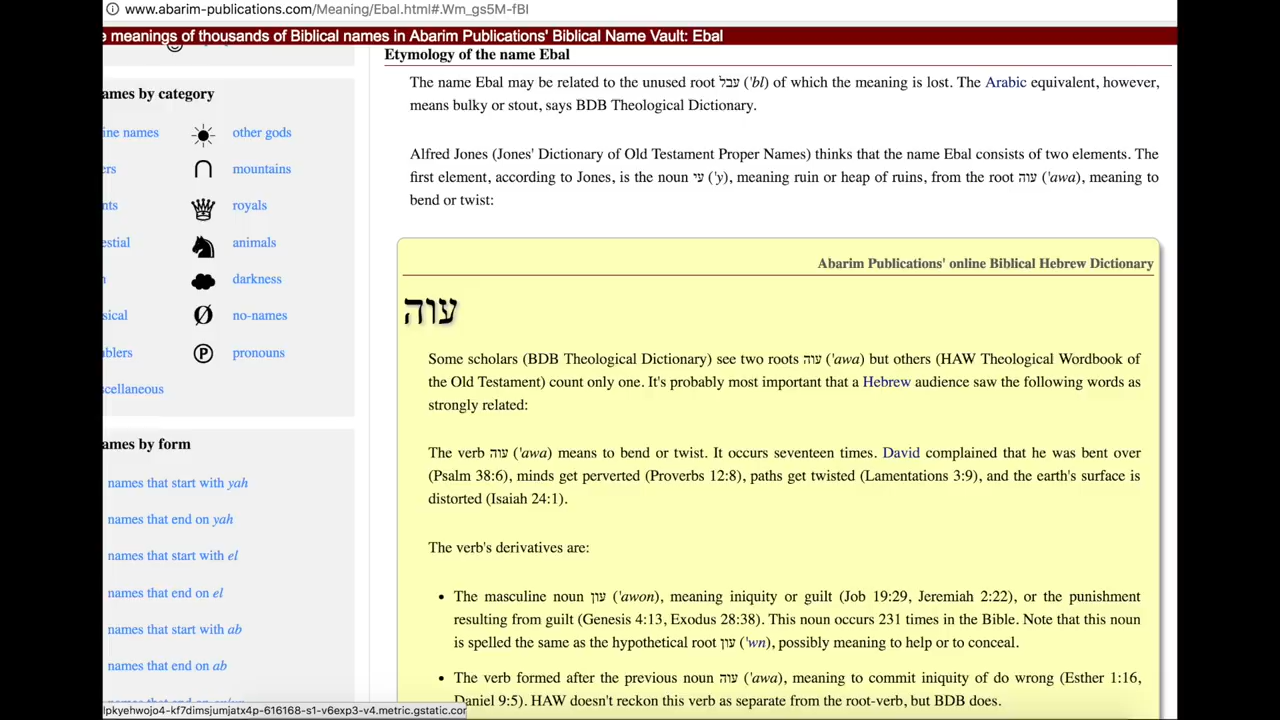 www.abarim-publications.com/Meaning/Ebal.html#.Wm_gs5M-fBI
e meanings of thousands of Biblical names in Abarim Publications' Biblical Name Vault: Ebal
ames by category
ine names
other gods
ers
mountains
nts
royals
estial
animals
darkness
sical
no-names
blers
pronouns
scellaneous
ames by form
names that start with yah
names that end on yah
names that start with el
names that end on el
names that start with ab
names that end on ab
Etymology of the name Ebal
The name Ebal may be related to the unused root עבל ('bl) of which the meaning is lost. The Arabic equivalent, however,
means bulky or stout, says BDB Theological Dictionary.
Alfred Jones (Jones' Dictionary of Old Testament Proper Names) thinks that the name Ebal consists of two elements. The
first element, according to Jones, is the noun עי ('y), meaning ruin or heap of ruins, from the root עוה ('awa), meaning to
bend or twist:
Abarim Publications' online Biblical Hebrew Dictionary
עוה
Some scholars (BDB Theological Dictionary) see two roots עוה ('awa) but others (HAW Theological Wordbook of
the Old Testament) count only one. It's probably most important that a Hebrew audience saw the following words as
strongly related:
The verb עוה ('awa) means to bend or twist. It occurs seventeen times. David complained that he was bent over
(Psalm 38:6), minds get perverted (Proverbs 12:8), paths get twisted (Lamentations 3:9), and the earth's surface is
distorted (Isaiah 24:1).
The verb's derivatives are:
• The masculine noun עון ('awon), meaning iniquity or guilt (Job 19:29, Jeremiah 2:22), or the punishment
resulting from guilt (Genesis 4:13, Exodus 28:38). This noun occurs 231 times in the Bible. Note that this noun
is spelled the same as the hypothetical root עון ('wn), possibly meaning to help or to conceal.
• The verb formed after the previous noun עוה ('awa), meaning to commit iniquity of do wrong (Esther 1:16,
Daniel 9:5). HAW doesn't reckon this verb as separate from the root-verb, but BDB does.
lpkyehwojo4-kf7dimsjumjatx4p-616168-s1-v6exp3-v4.metric.gstatic.cor